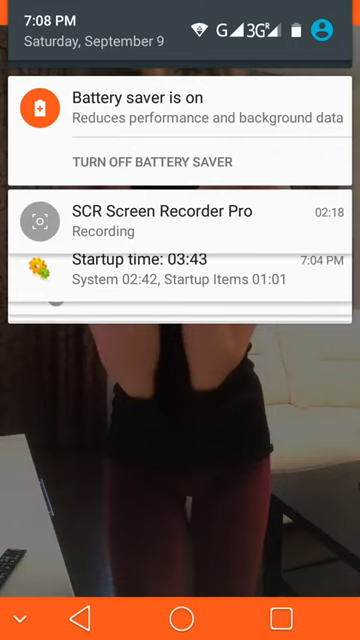 7:08 PM
G 3G R
Saturday, September 9
Battery saver is on
Reduces performance and background data
TURN OFF BATTERY SAVER
SCR Screen Recorder Pro 02:18
Recording
Startup time: 03:43 7:04 PM
System 02:42, Startup Items 01:01